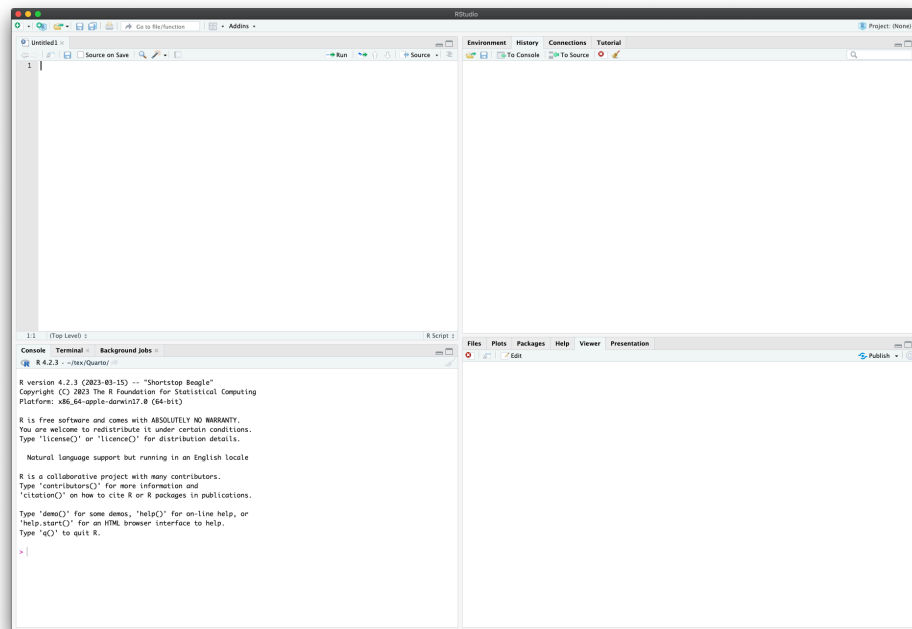 RStudio
Go to file/function
Addins
Project: (None)
Untitled1
Source on Save
Run
Source
1
1:1
(Top Level)
R Script
Console
Terminal
Background Jobs
R 4.2.3 · ~/tex/Quarto/
R version 4.2.3 (2023-03-15) -- "Shortstop Beagle"
Copyright (C) 2023 The R Foundation for Statistical Computing
Platform: x86_64-apple-darwin17.0 (64-bit)
R is free software and comes with ABSOLUTELY NO WARRANTY.
You are welcome to redistribute it under certain conditions.
Type 'license()' or 'licence()' for distribution details.
Natural language support but running in an English locale
R is a collaborative project with many contributors.
Type 'contributors()' for more information and
'citation()' on how to cite R or R packages in publications.
Type 'demo()' for some demos, 'help()' for on-line help, or
'help.start()' for an HTML browser interface to help.
Type 'q()' to quit R.
>
Environment
History
Connections
Tutorial
To Console
To Source
Files
Plots
Packages
Help
Viewer
Presentation
Edit
Publish